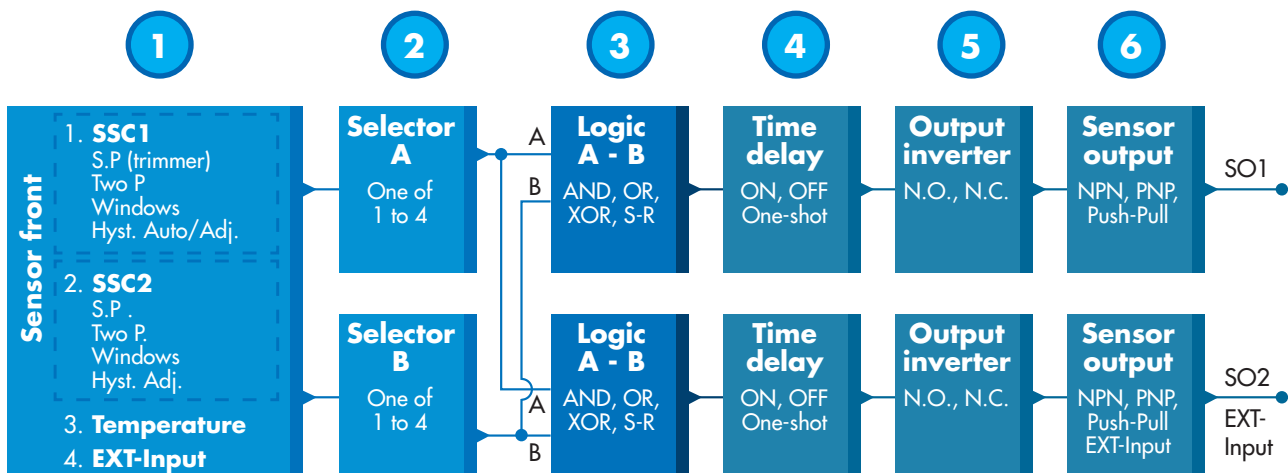 1
2
3
4
5
6
Sensor front
1. SSC1
S.P (trimmer)
Two P
Windows
Hyst. Auto/Adj.
2. SSC2
S.P .
Two P.
Windows
Hyst. Adj.
3. Temperature
4. EXT-Input
Selector
A
One of
1 to 4
A
B
Logic
A - B
AND, OR,
XOR, S-R
Time
delay
ON, OFF
One-shot
Output
inverter
N.O., N.C.
Sensor
output
NPN, PNP,
Push-Pull
SO1
Selector
B
One of
1 to 4
A
B
Logic
A - B
AND, OR,
XOR, S-R
Time
delay
ON, OFF
One-shot
Output
inverter
N.O., N.C.
Sensor
output
NPN, PNP,
Push-Pull
EXT-Input
SO2
EXT-
Input